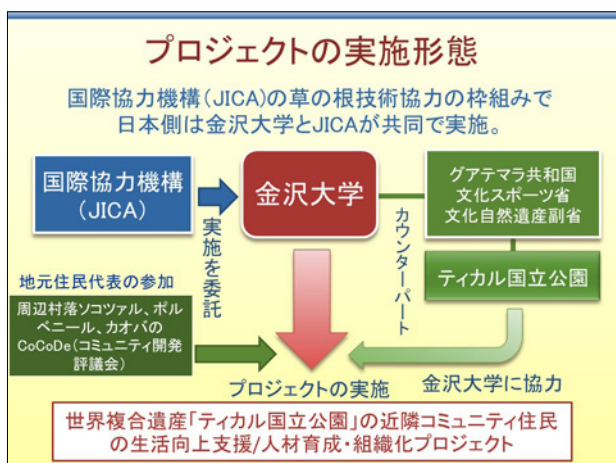 プロジェクトの実施形態
国際協力機構(JICA)の草の根技術協力の枠組みで
日本側は金沢大学とJICAが共同で実施。
国際協力機構
(JICA)
実施を委託
金沢大学
カウンターパート
グアテマラ共和国
文化スポーツ省
文化自然遺産副省
ティカル国立公園
地元住民代表の参加
周辺村落ソコツァル、ポル
ベニール、カオバの
CoCoDe(コミュニティ開発
評議会)
プロジェクトの実施
金沢大学に協力
世界複合遺産「ティカル国立公園」の近隣コミュニティ住民
の生活向上支援/人材育成・組織化プロジェクト